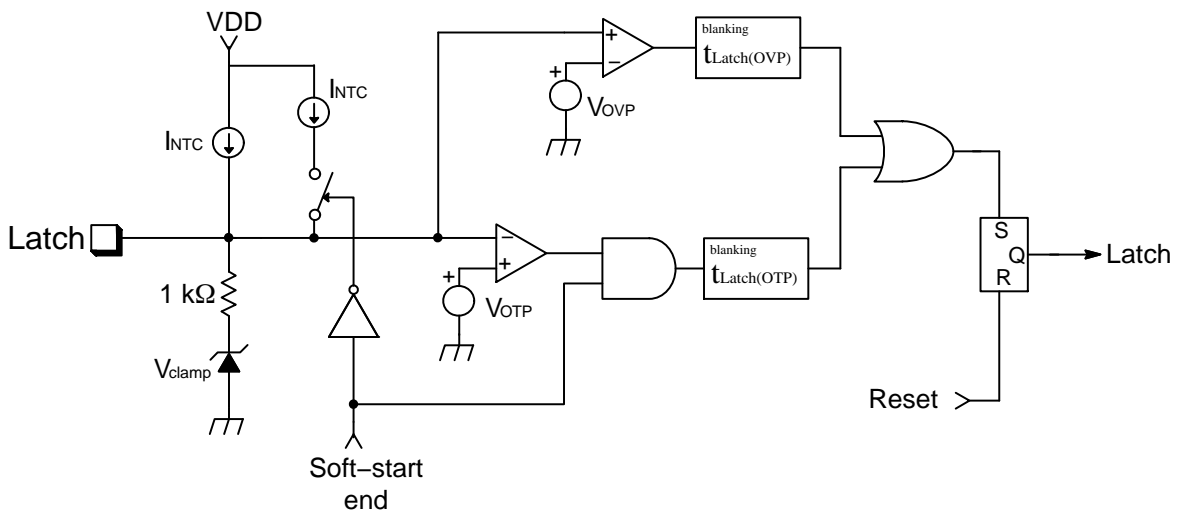 VDD
INTC
INTC
Latch
1 kΩ
Vclamp
Soft−start
end
+
−
+
VOVP
blanking
tLatch(OVP)
−
+
+
VOTP
blanking
tLatch(OTP)
S
Q
R
Latch
Reset